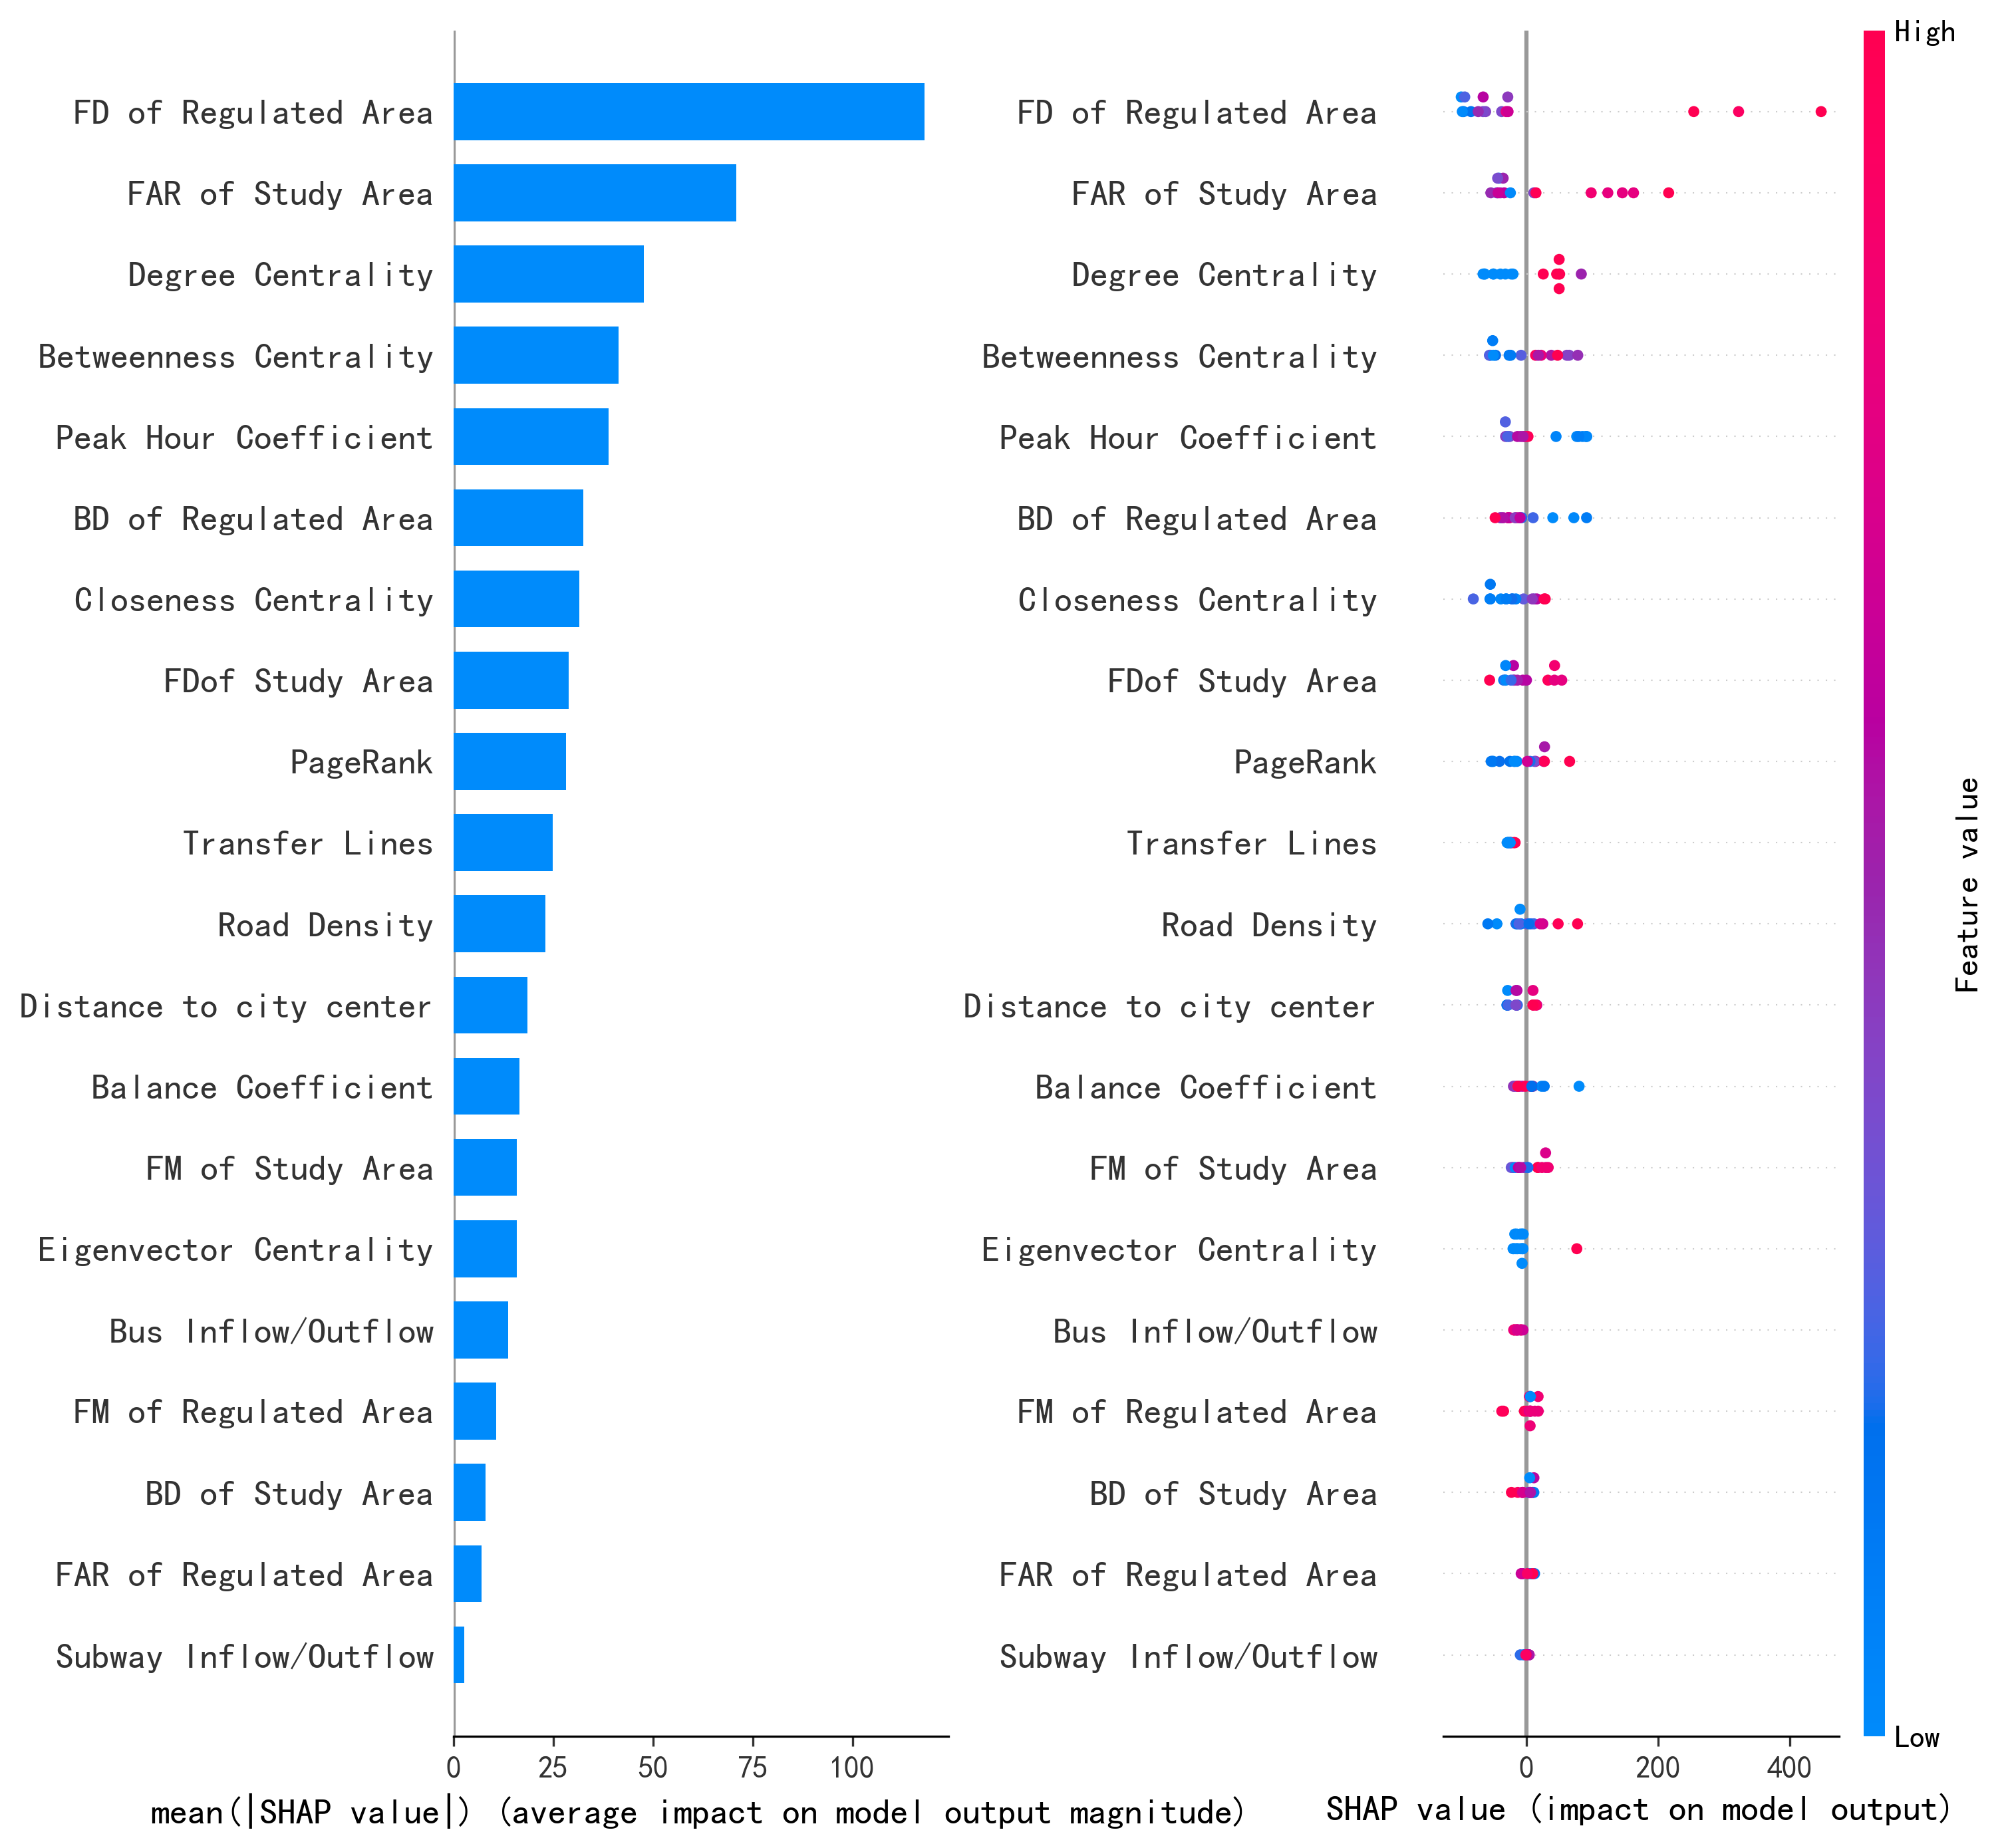 FD of Regulated Area
FAR of Study Area
Degree Centrality
Betweenness Centrality
Peak Hour Coefficient
BD of Regulated Area
Closeness Centrality
FDof Study Area
PageRank
Transfer Lines
Road Density
Distance to city center
Balance Coefficient
FM of Study Area
Eigenvector Centrality
Bus Inflow/Outflow
FM of Regulated Area
BD of Study Area
FAR of Regulated Area
Subway Inflow/Outflow
0 25 50 75 100
mean(|SHAP value|) (average impact on model output magnitude)
FD of Regulated Area
FAR of Study Area
Degree Centrality
Betweenness Centrality
Peak Hour Coefficient
BD of Regulated Area
Closeness Centrality
FDof Study Area
PageRank
Transfer Lines
Road Density
Distance to city center
Balance Coefficient
FM of Study Area
Eigenvector Centrality
Bus Inflow/Outflow
FM of Regulated Area
BD of Study Area
FAR of Regulated Area
Subway Inflow/Outflow
0 200 400
SHAP value (impact on model output)
High
Feature value
Low